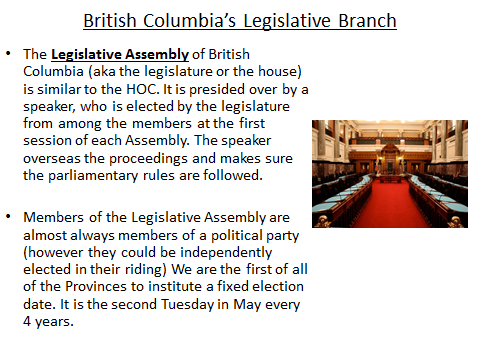 British Columbia's Legislative Branch
• The Legislative Assembly of British
Columbia (aka the legislature or the house)
is similar to the HOC. It is presided over by a
speaker, who is elected by the legislature
from among the members at the first
session of each Assembly. The speaker
oversees the proceedings and makes sure
the parliamentary rules are followed.
• Members of the Legislative Assembly are
almost always members of a political party
(however they could be independently
elected in their riding) We are the first of all
of the Provinces to institute a fixed election
date. It is the second Tuesday in May every
4 years.